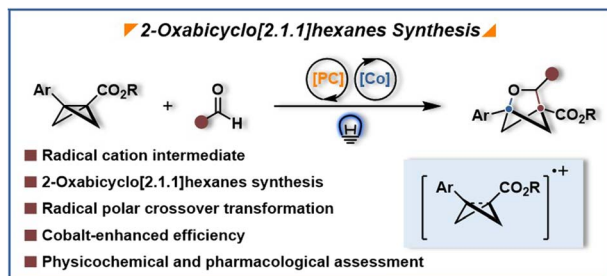 2-Oxabicyclo[2.1.1]hexanes Synthesis
Ar CO₂R + O H [PC] [Co] H O Ar CO₂R
Radical cation intermediate
2-Oxabicyclo[2.1.1]hexanes synthesis
Radical polar crossover transformation
Cobalt-enhanced efficiency
Physicochemical and pharmacological assessment
Ar CO₂R •+